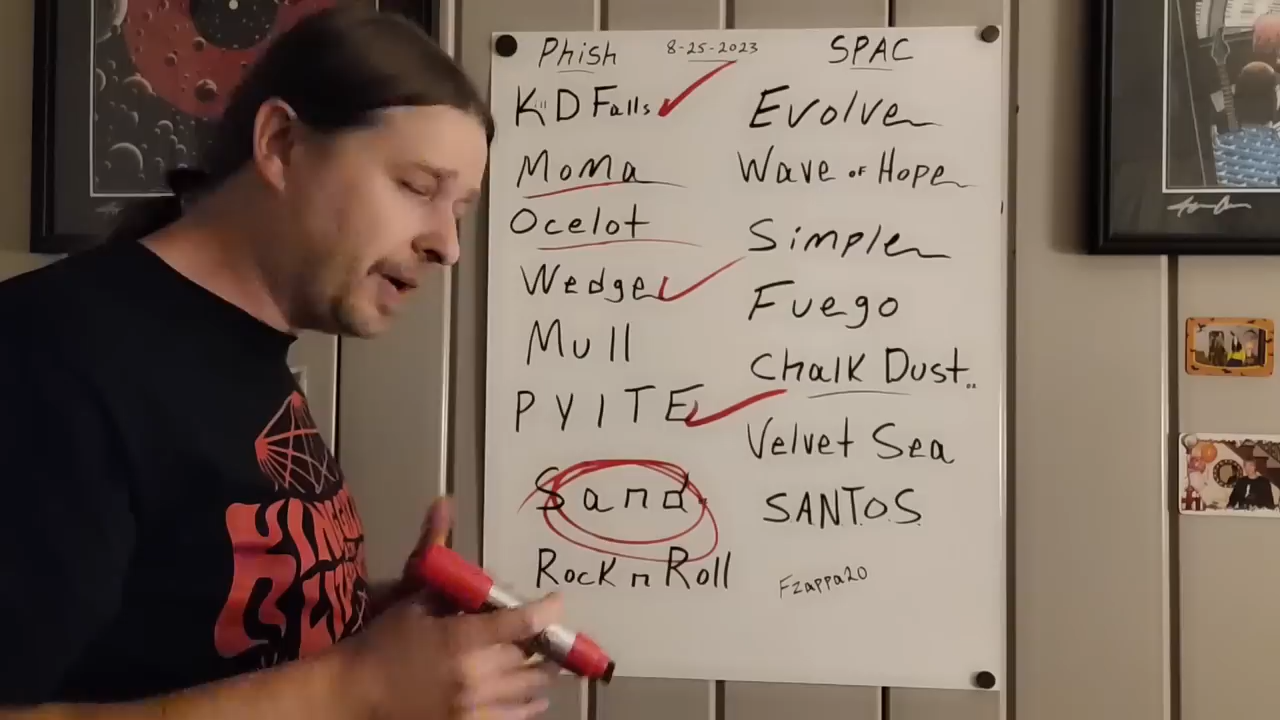 Phish 8-25-2023 SPAC
Kill D Falls
Moma
Ocelot
Wedge
Mull
PYITE
Sand
Rock n Roll
Evolve
Wave of Hope
Simple
Fuego
Chalk Dust..
Velvet Sea
SANTOS
Fzappa20